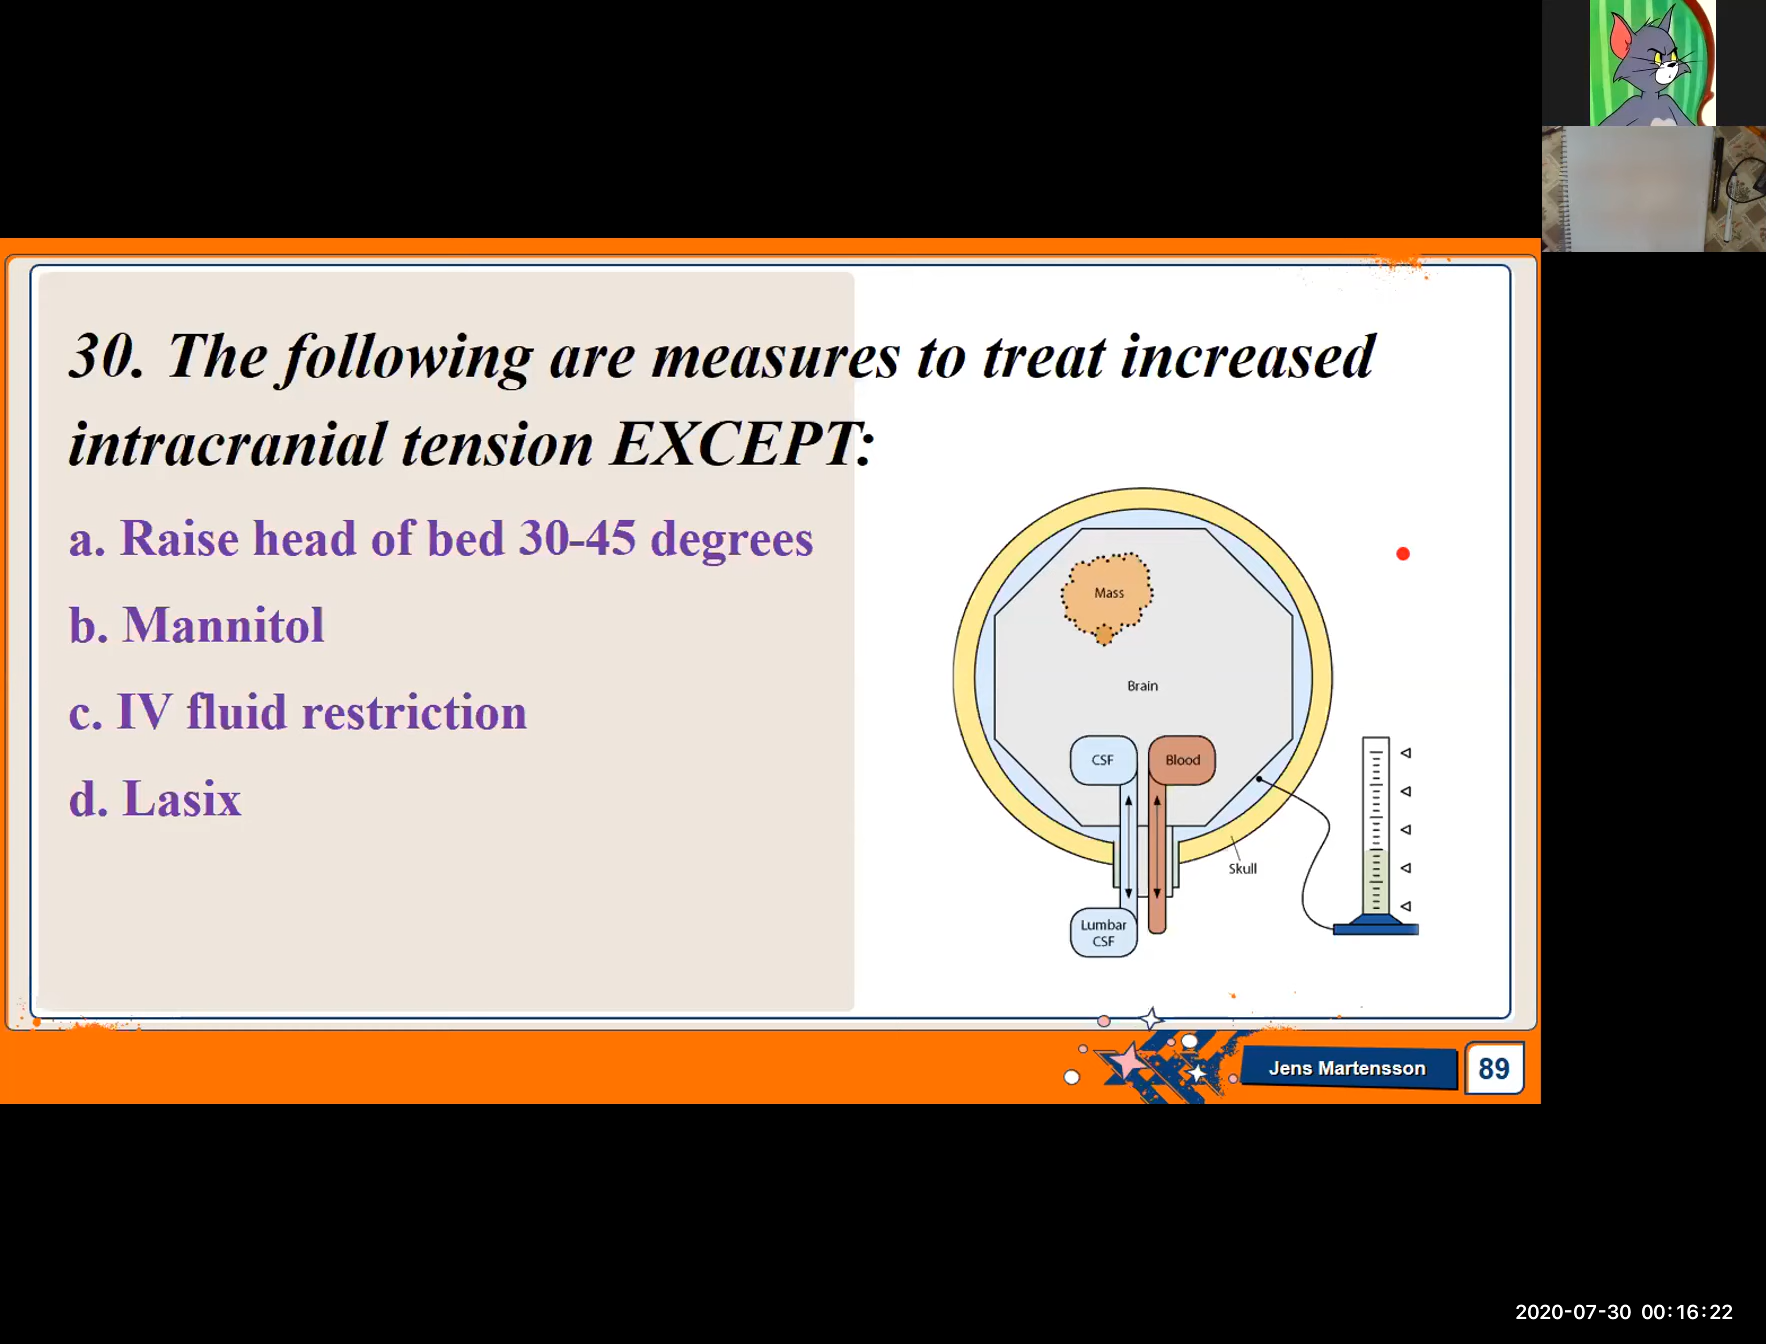 30. The following are measures to treat increased
intracranial tension EXCEPT:
a. Raise head of bed 30-45 degrees
b. Mannitol
c. IV fluid restriction
d. Lasix
Mass
Brain
CSF
Blood
Skull
Lumbar
CSF
Jens Martensson
89
2020-07-30 00:16:22